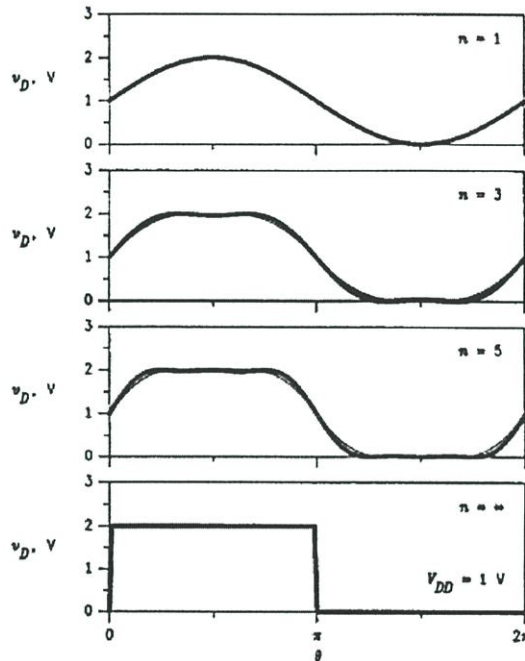 3
n = 1
2
v_D, V
1
0
3
n = 3
2
v_D, V
1
0
3
n = 5
2
v_D, V
1
0
3
n = ∞
2
v_D, V
1
V_DD = 1 V
0
0 π 2π
θ